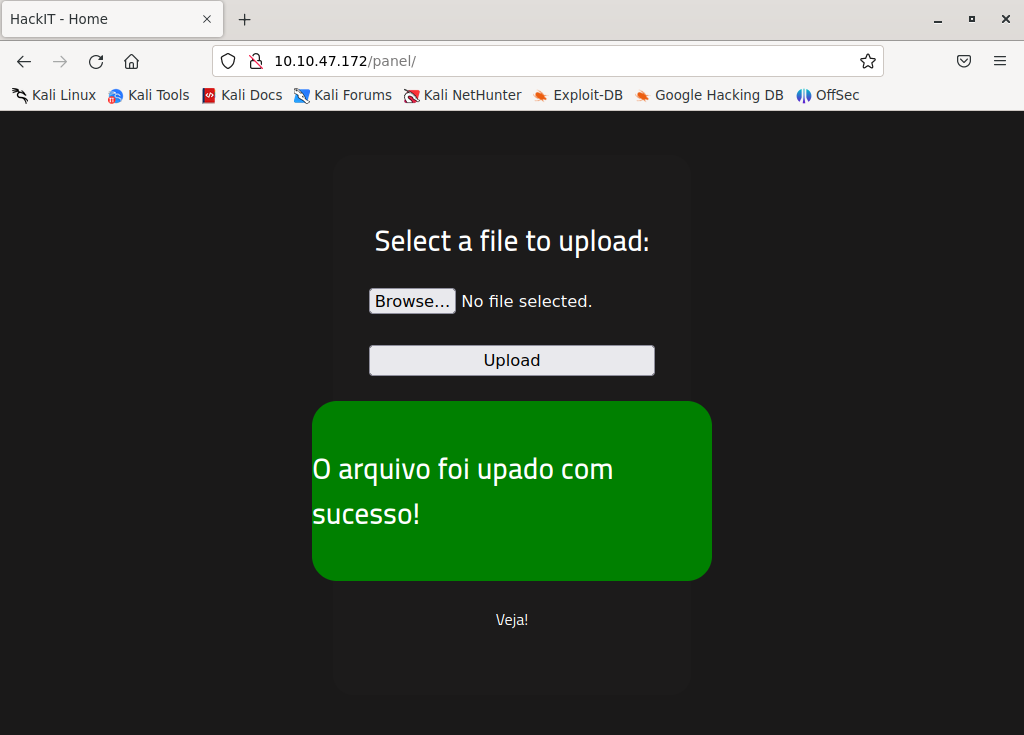 HackIT - Home
10.10.47.172/panel/
Kali Linux Kali Tools Kali Docs Kali Forums Kali NetHunter Exploit-DB Google Hacking DB OffSec
Select a file to upload:
Browse... No file selected.
Upload
O arquivo foi upado com
sucesso!
Veja!